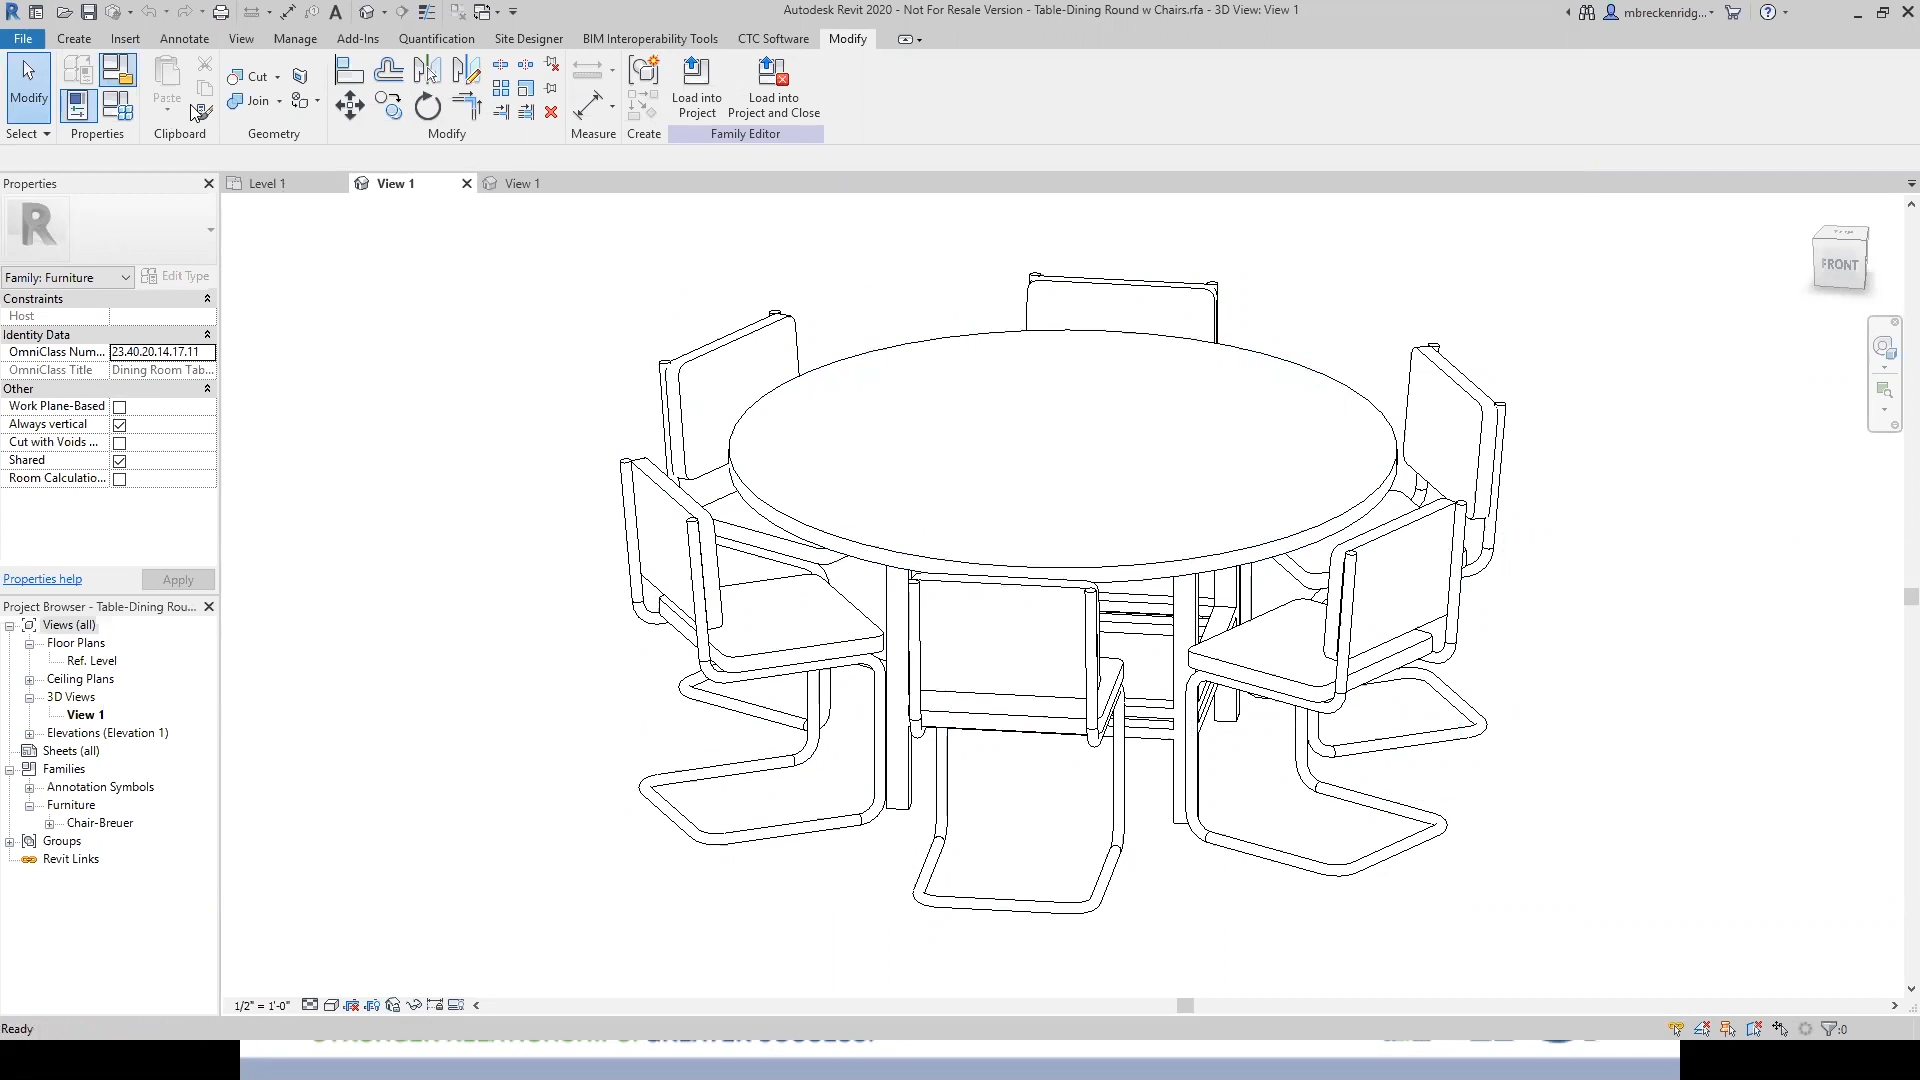 Autodesk Revit 2020 - Not For Resale Version - Table-Dining Round w Chairs.rfa - 3D View: View 1
mbreckenridg...
File Create Insert Annotate View Manage Add-Ins Quantification Site Designer BIM Interoperability Tools CTC Software Modify
Modify
Paste
Cut
Join
Load into
Project
Load into
Project and Close
Select Properties Clipboard Geometry Modify Measure Create Family Editor
Properties
Level 1
View 1
View 1
Family: Furniture
Edit Type
Constraints
Host
Identity Data
OmniClass Num... 23.40.20.14.17.11
OmniClass Title Dining Room Tab...
Other
Work Plane-Based
Always vertical
Cut with Voids ...
Shared
Room Calculatio...
Properties help
Apply
Project Browser - Table-Dining Rou...
Views (all)
Floor Plans
Ref. Level
Ceiling Plans
3D Views
View 1
Elevations (Elevation 1)
Sheets (all)
Families
Annotation Symbols
Furniture
Chair-Breuer
Groups
Revit Links
TOP
FRONT
1/2" = 1'-0"
Ready
:0